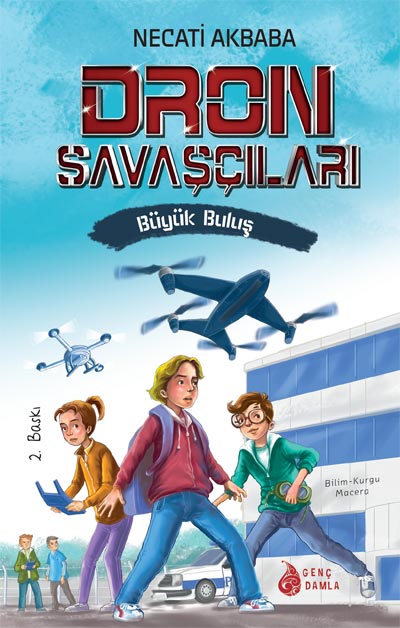 NECATİ AKBABA
DRON
SAVAŞÇILARI
Büyük Buluş
2. Baskı
Bilim-Kurgu
Macera
GENÇ
DAMLA